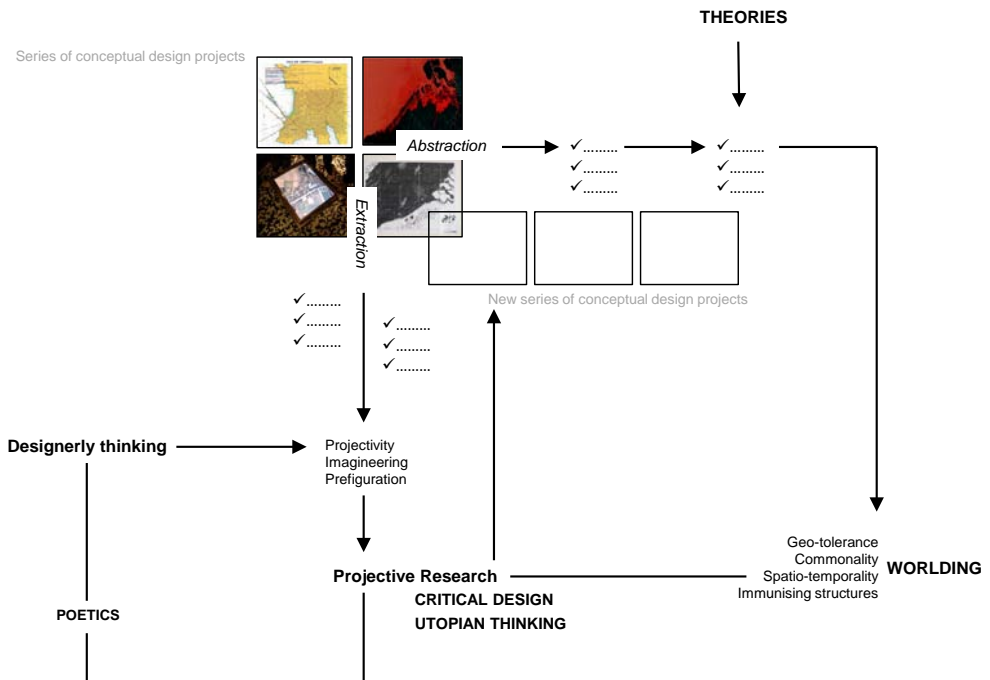 THEORIES
Series of conceptual design projects
Abstraction
✓.........
✓.........
✓.........
✓.........
✓.........
✓.........
Extraction
New series of conceptual design projects
✓.........
✓.........
✓.........
✓.........
✓.........
✓.........
Designerly thinking
Projectivity
Imagineering
Prefiguration
Geo-tolerance
Commonality
Spatio-temporality
Immunising structures
WORLDING
Projective Research
CRITICAL DESIGN
UTOPIAN THINKING
POETICS